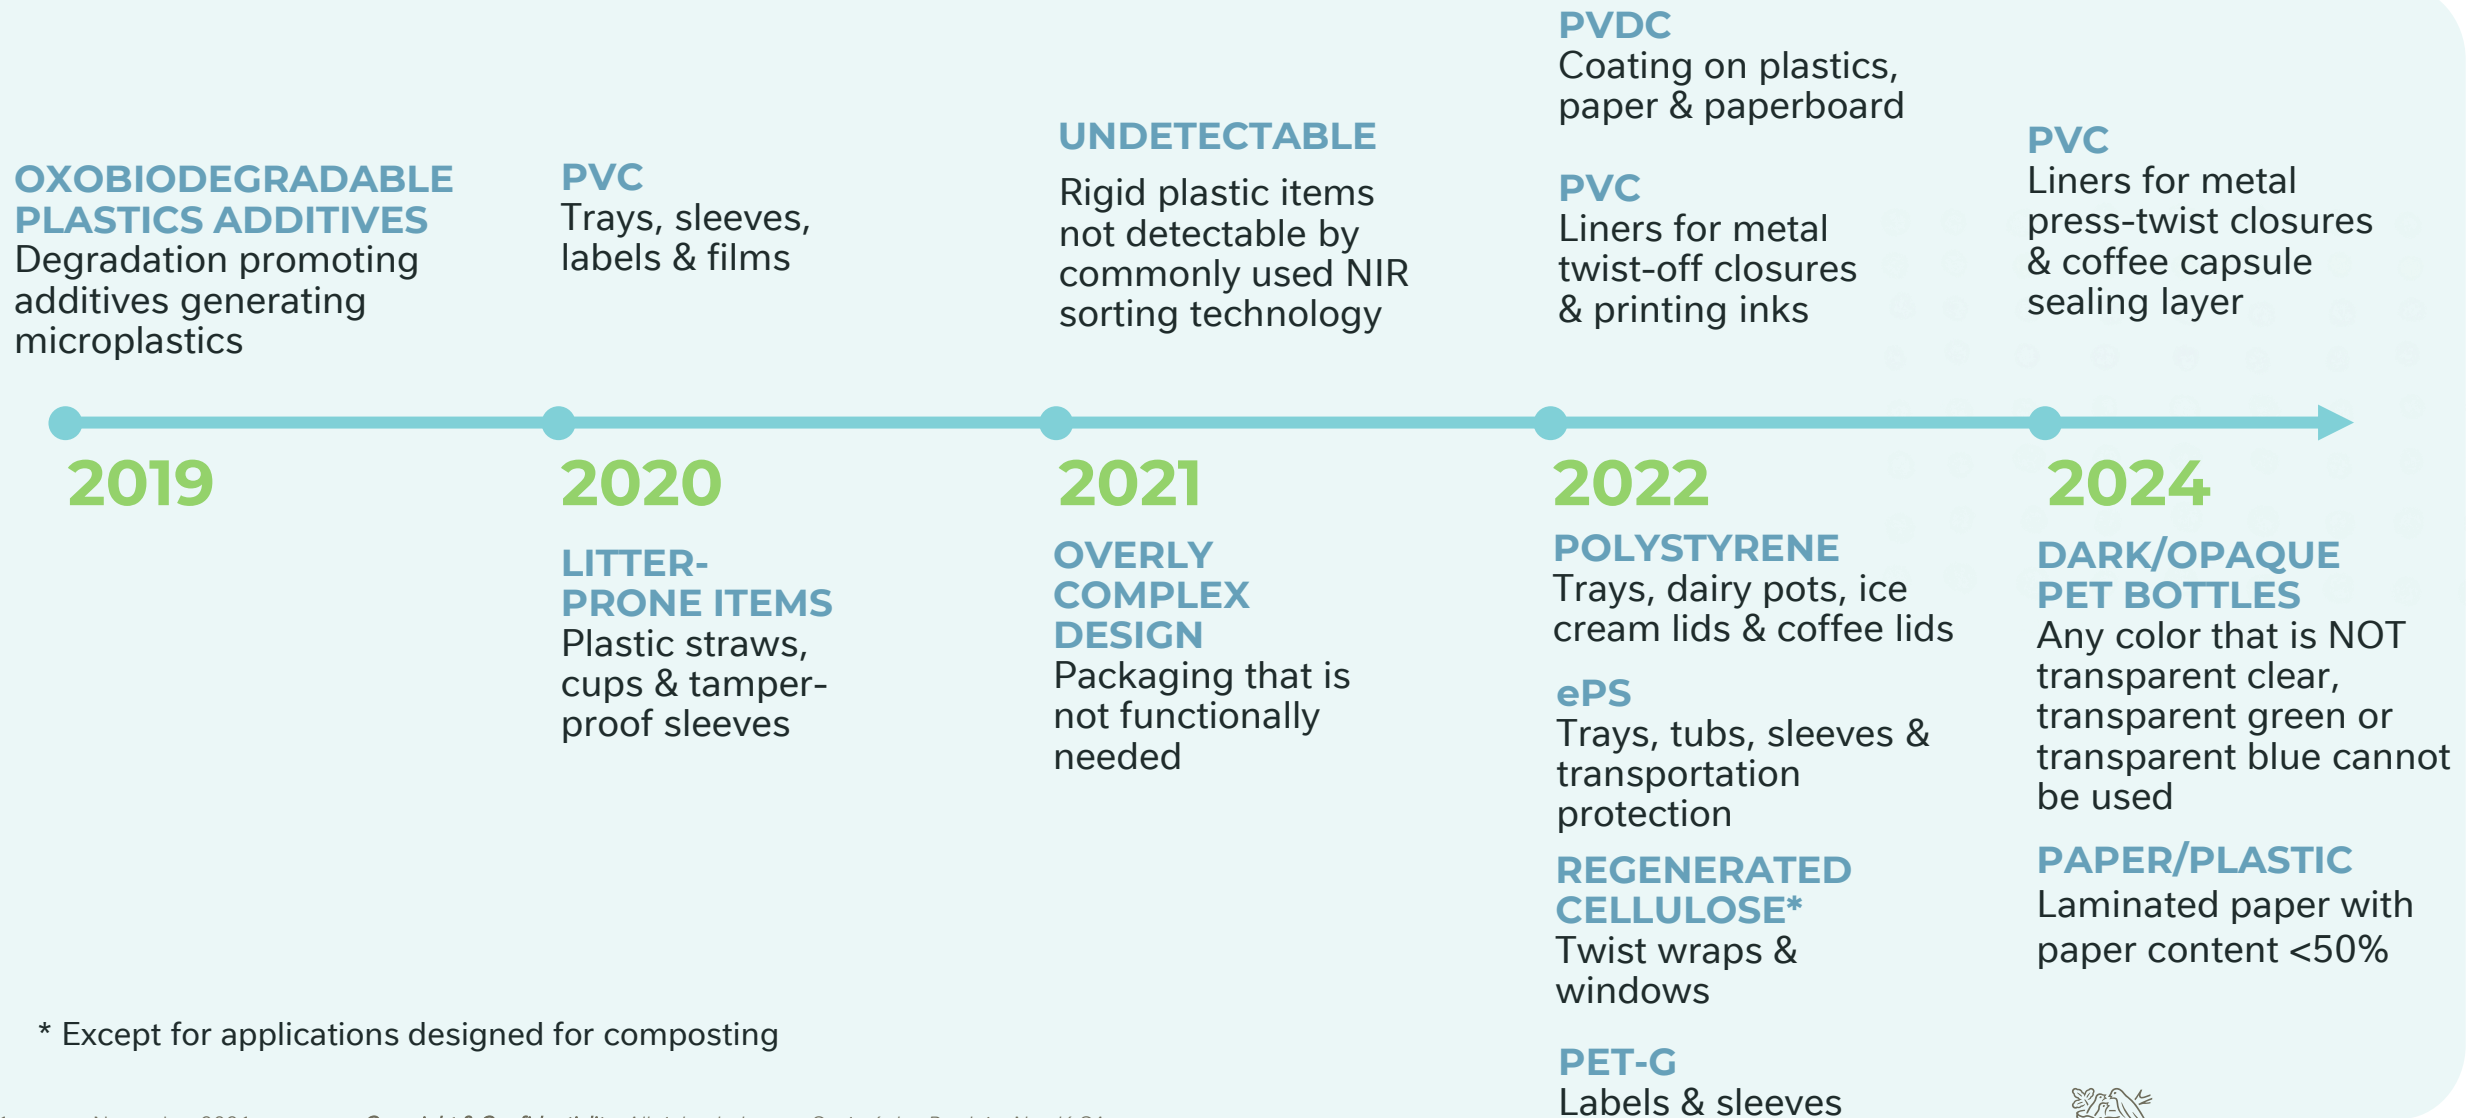 OXOBIODEGRADABLE
PLASTICS ADDITIVES
Degradation promoting
additives generating
microplastics
PVC
Trays, sleeves,
labels & films
UNDETECTABLE
Rigid plastic items
not detectable by
commonly used NIR
sorting technology
PVDC
Coating on plastics,
paper & paperboard
PVC
Liners for metal
twist-off closures
& printing inks
PVC
Liners for metal
press-twist closures
& coffee capsule
sealing layer
2019
2020
2021
2022
2024
LITTER-
PRONE ITEMS
Plastic straws,
cups & tamper-
proof sleeves
OVERLY
COMPLEX
DESIGN
Packaging that is
not functionally
needed
POLYSTYRENE
Trays, dairy pots, ice
cream lids & coffee lids
ePS
Trays, tubs, sleeves &
transportation
protection
REGENERATED
CELLULOSE*
Twist wraps &
windows
PET-G
Labels & sleeves
DARK/OPAQUE
PET BOTTLES
Any color that is NOT
transparent clear,
transparent green or
transparent blue cannot
be used
PAPER/PLASTIC
Laminated paper with
paper content <50%
* Except for applications designed for composting